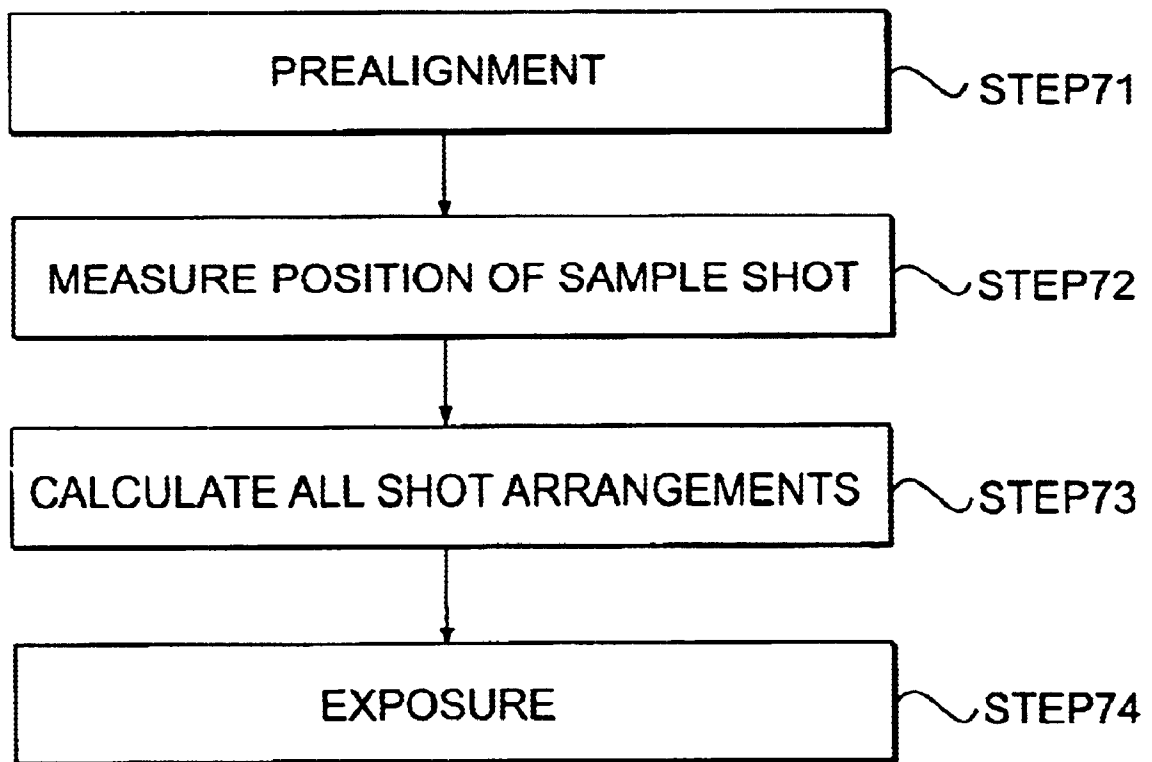 PREALIGNMENT
STEP71
MEASURE POSITION OF SAMPLE SHOT
STEP72
CALCULATE ALL SHOT ARRANGEMENTS
STEP73
EXPOSURE
STEP74